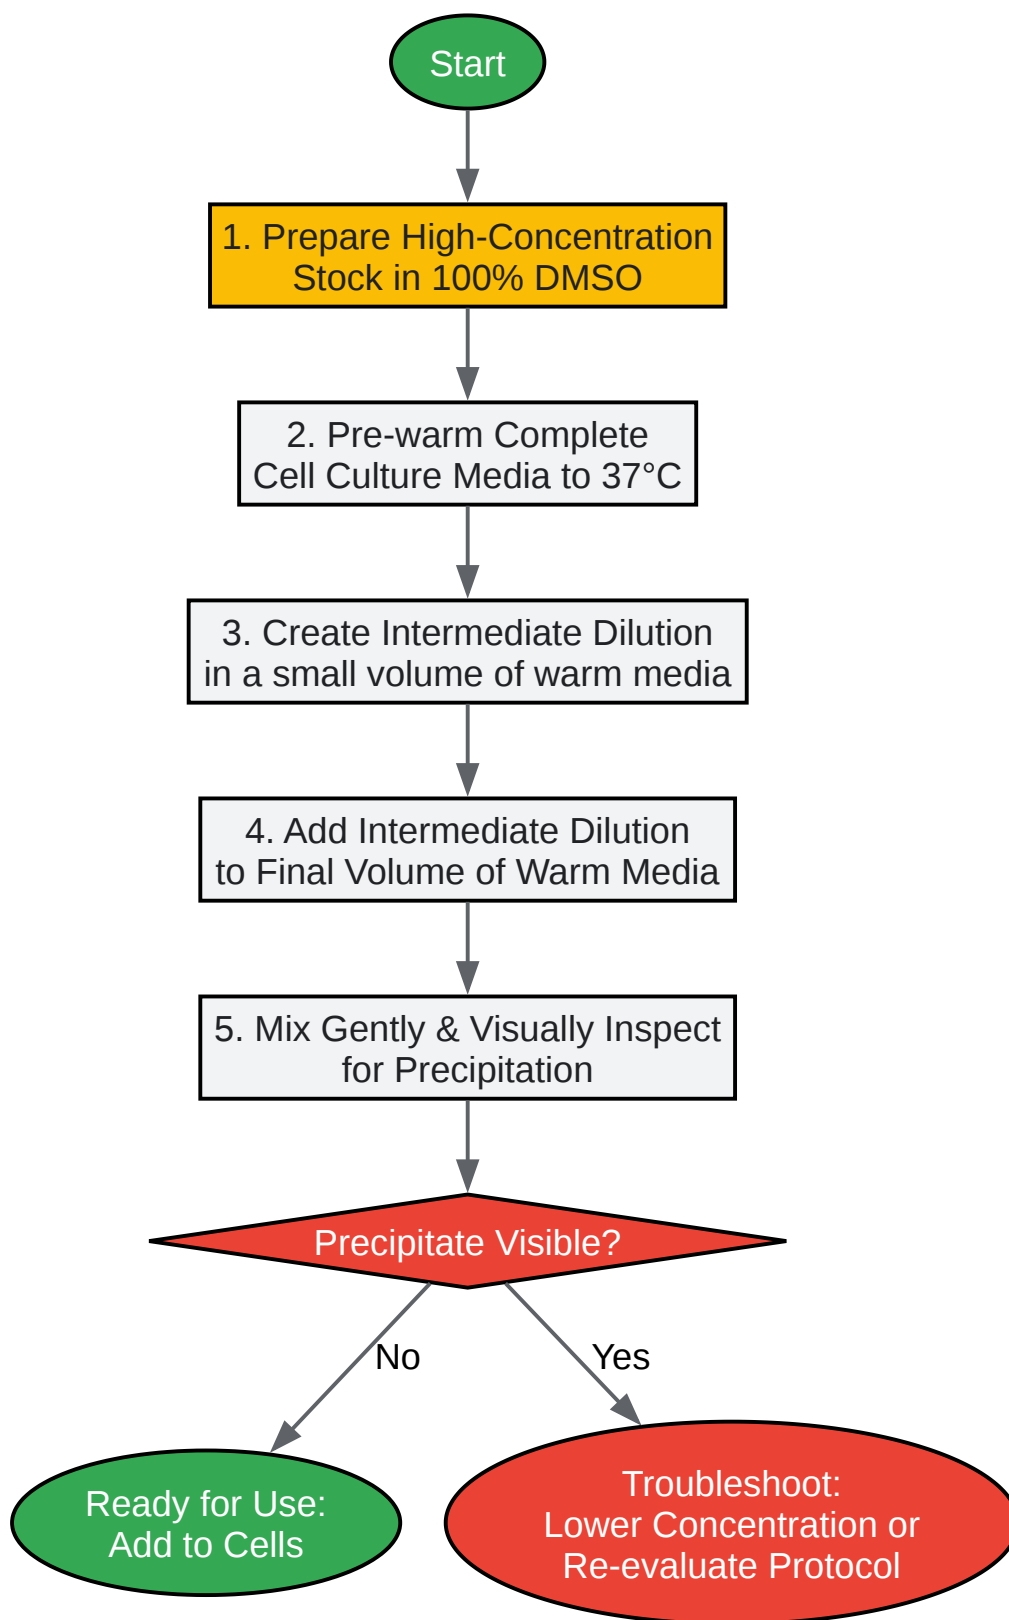 Start
1. Prepare High-Concentration
Stock in 100% DMSO
2. Pre-warm Complete
Cell Culture Media to 37°C
3. Create Intermediate Dilution
in a small volume of warm media
4. Add Intermediate Dilution
to Final Volume of Warm Media
5. Mix Gently & Visually Inspect
for Precipitation
Precipitate Visible?
No
Yes
Ready for Use:
Add to Cells
Troubleshoot:
Lower Concentration or
Re-evaluate Protocol